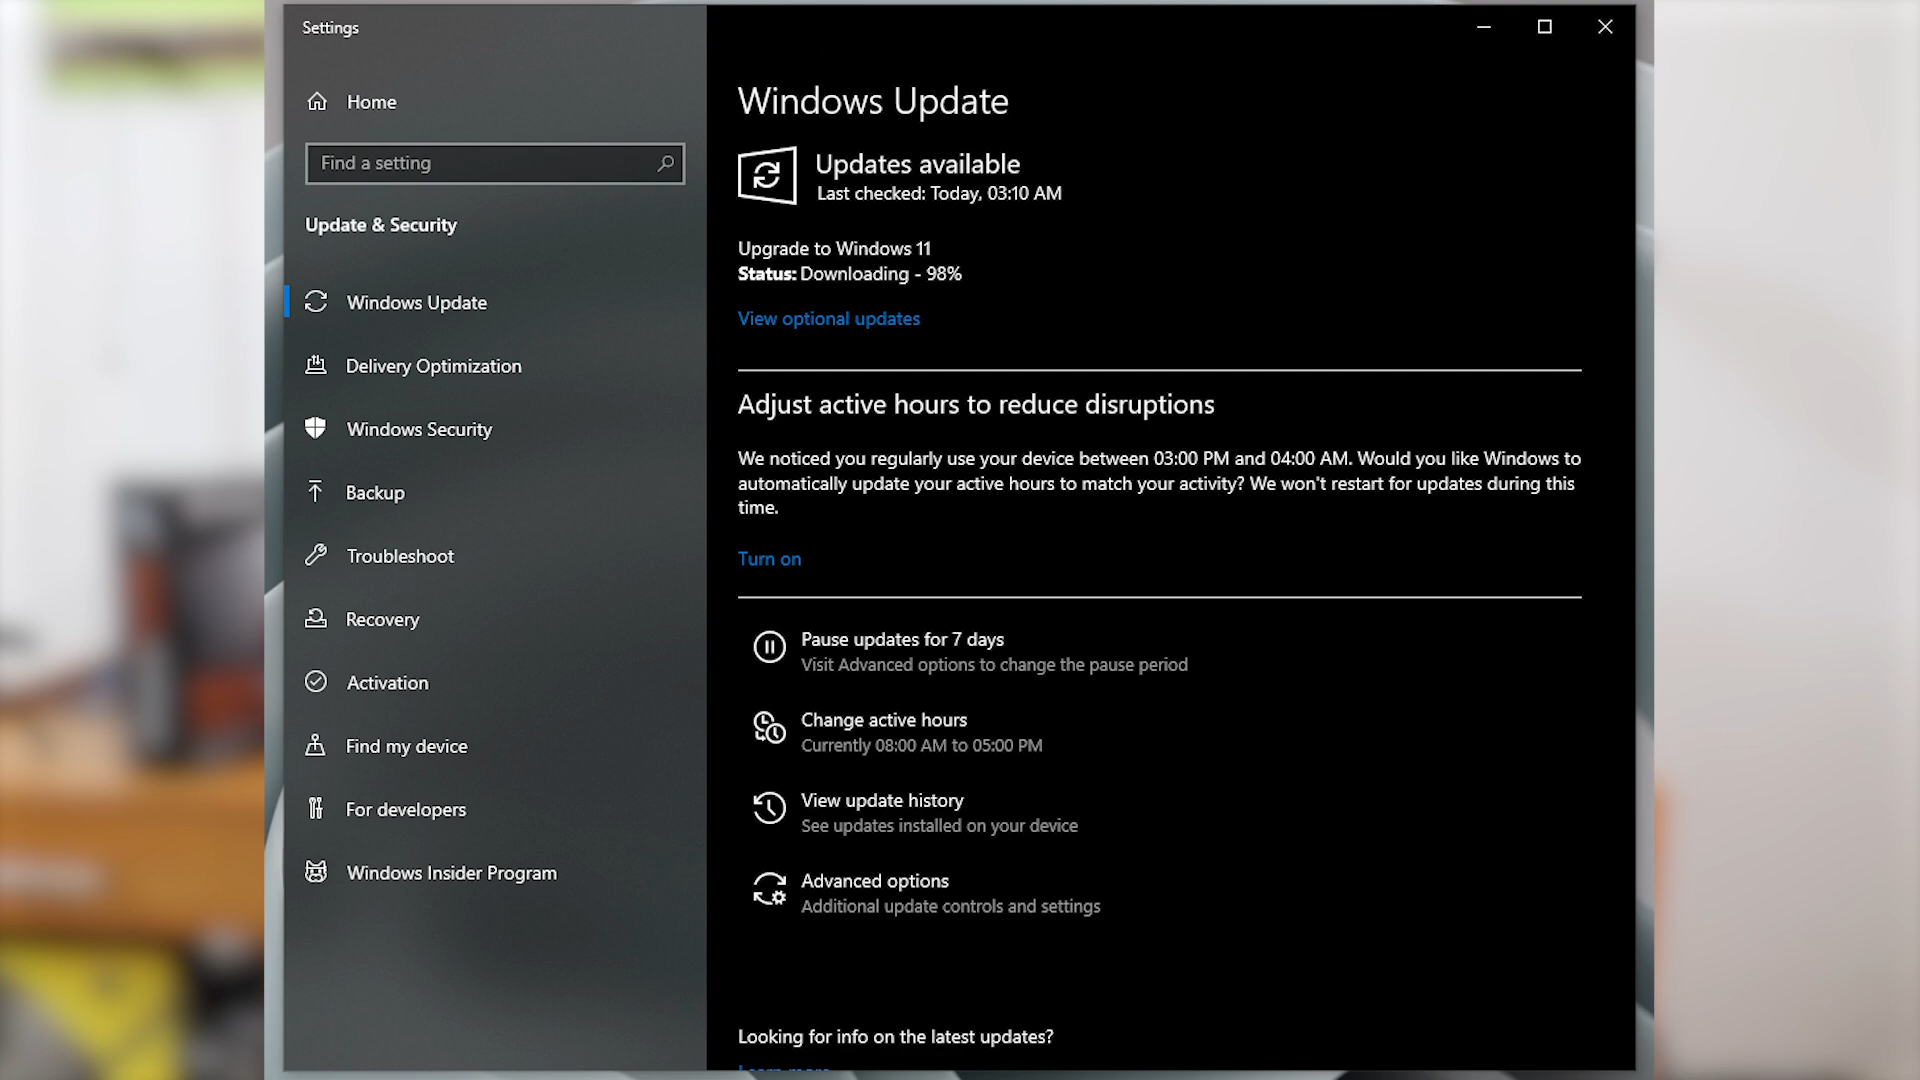 Settings
Home
Find a setting
Update & Security
Windows Update
Delivery Optimization
Windows Security
Backup
Troubleshoot
Recovery
Activation
Find my device
For developers
Windows Insider Program
Windows Update
Updates available
Last checked: Today, 03:10 AM
Upgrade to Windows 11
Status: Downloading - 98%
View optional updates
Adjust active hours to reduce disruptions
We noticed you regularly use your device between 03:00 PM and 04:00 AM. Would you like Windows to
automatically update your active hours to match your activity? We won't restart for updates during this
time.
Turn on
Pause updates for 7 days
Visit Advanced options to change the pause period
Change active hours
Currently 08:00 AM to 05:00 PM
View update history
See updates installed on your device
Advanced options
Additional update controls and settings
Looking for info on the latest updates?